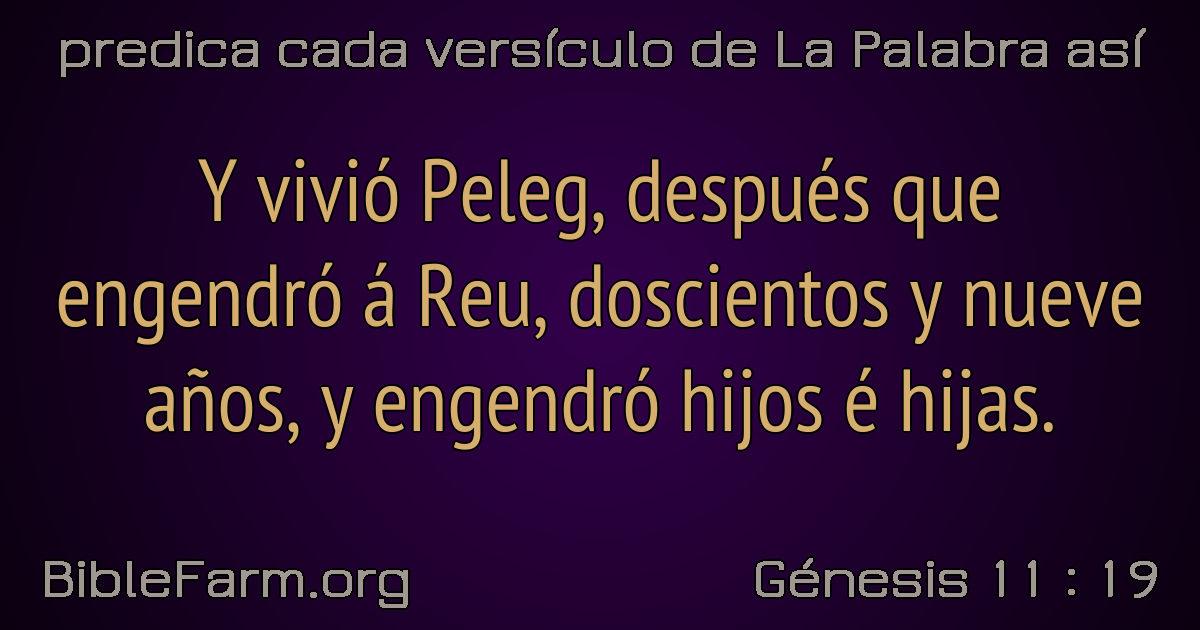 predica cada versículo de La Palabra así
Y vivió Peleg, después que
engendró á Reu, doscientos y nueve
años, y engendró hijos é hijas.
BibleFarm.org
Génesis 11 : 19